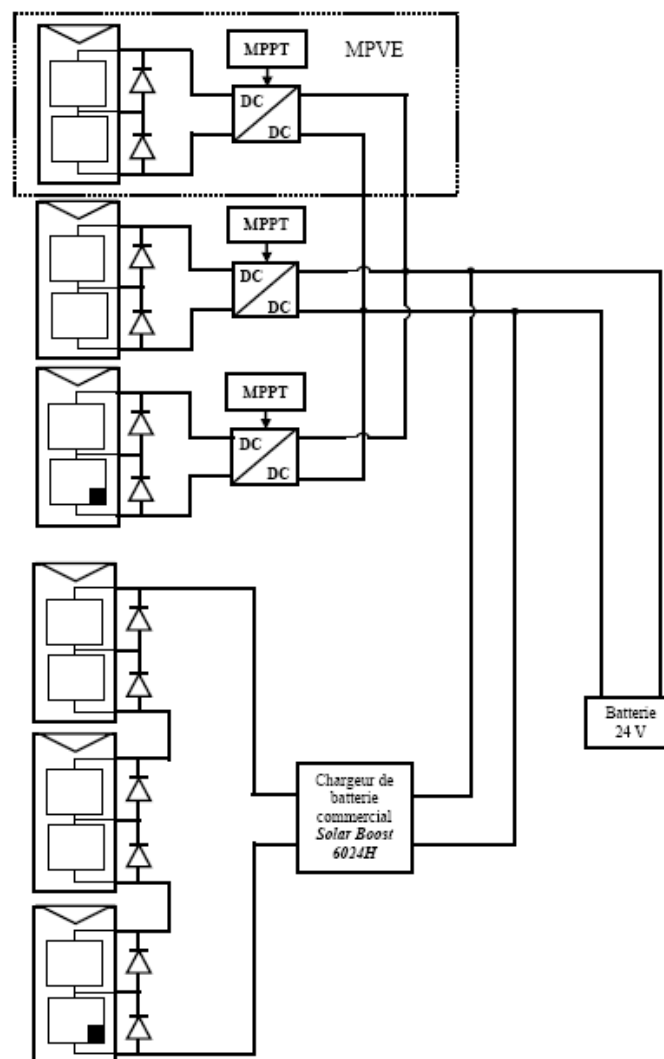 MPPT
MPVE
DC
DC
MPPT
DC
DC
MPPT
DC
DC
Batterie
24 V
Chargeur de
batterie
commercial
Solar Boost
6024H